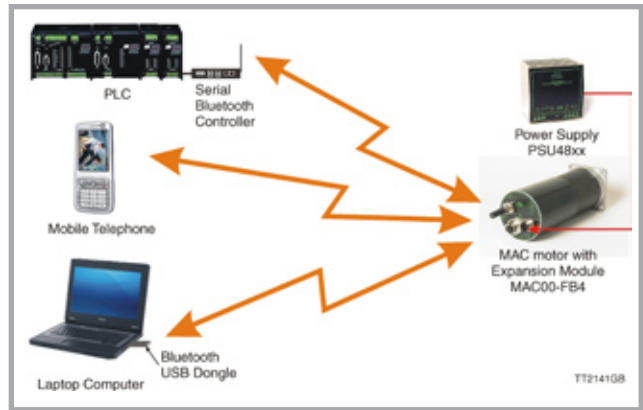 PLC
Serial
Bluetooth
Controller
Power Supply
PSU48xx
Mobile Telephone
MAC motor with
Expansion Module
MAC00-FB4
Bluetooth
USB Dongle
Laptop Computer
TT2141GB